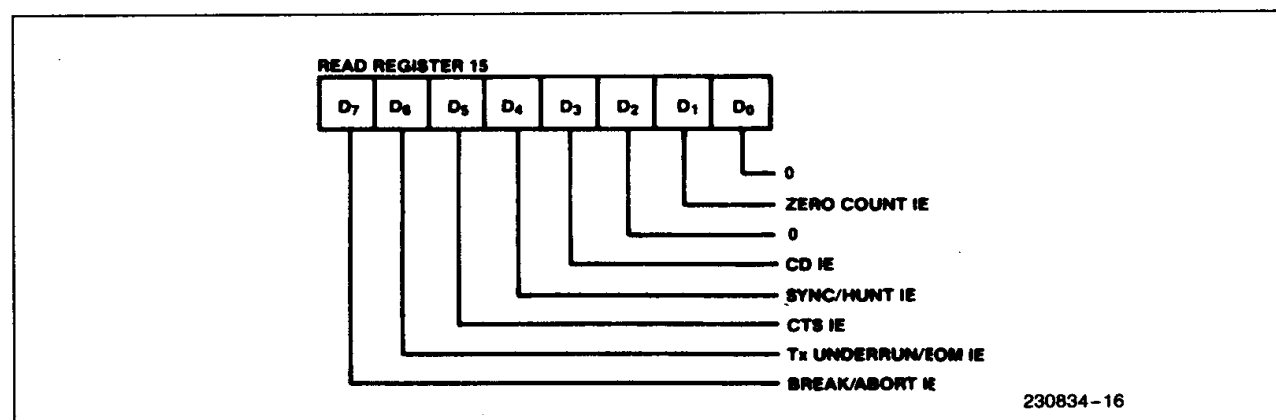 READ REGISTER 15
D7 D6 D5 D4 D3 D2 D1 D0
0
ZERO COUNT IE
0
CD IE
SYNC/HUNT IE
CTS IE
Tx UNDERRUN/EOM IE
BREAK/ABORT IE
230834-16